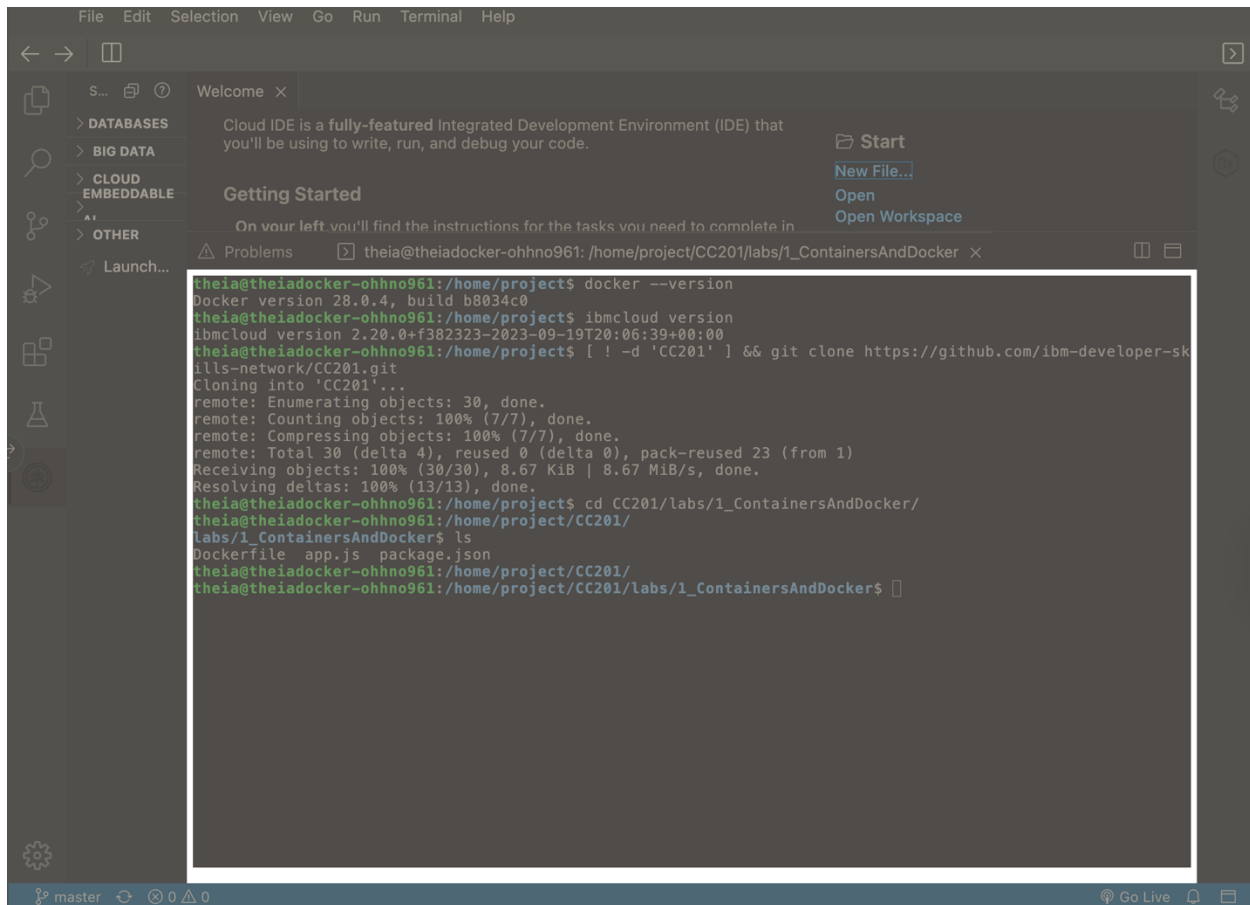 File Edit Selection View Go Run Terminal Help
S...
Welcome
DATABASES
BIG DATA
CLOUD
EMBEDDABLE
OTHER
Launch...
Cloud IDE is a fully-featured Integrated Development Environment (IDE) that
you'll be using to write, run, and debug your code.
Getting Started
On your left you'll find the instructions for the tasks you need to complete in
Start
New File...
Open
Open Workspace
Problems theia@theiadocker-ohhno961: /home/project/CC201/labs/1_ContainersAndDocker
theia@theiadocker-ohhno961:/home/project$ docker --version
Docker version 28.0.4, build b8034c0
theia@theiadocker-ohhno961:/home/project$ ibmcloud version
ibmcloud version 2.20.0+f382323-2023-09-19T20:06:39+00:00
theia@theiadocker-ohhno961:/home/project$ [ ! -d 'CC201' ] && git clone https://github.com/ibm-developer-sk
ills-network/CC201.git
Cloning into 'CC201'...
remote: Enumerating objects: 30, done.
remote: Counting objects: 100% (7/7), done.
remote: Compressing objects: 100% (7/7), done.
remote: Total 30 (delta 4), reused 0 (delta 0), pack-reused 23 (from 1)
Receiving objects: 100% (30/30), 8.67 KiB | 8.67 MiB/s, done.
Resolving deltas: 100% (13/13), done.
theia@theiadocker-ohhno961:/home/project$ cd CC201/labs/1_ContainersAndDocker/
theia@theiadocker-ohhno961:/home/project/CC201/
labs/1_ContainersAndDocker$ ls
Dockerfile app.js package.json
theia@theiadocker-ohhno961:/home/project/CC201/
theia@theiadocker-ohhno961:/home/project/CC201/labs/1_ContainersAndDocker$
master 0 0 Go Live